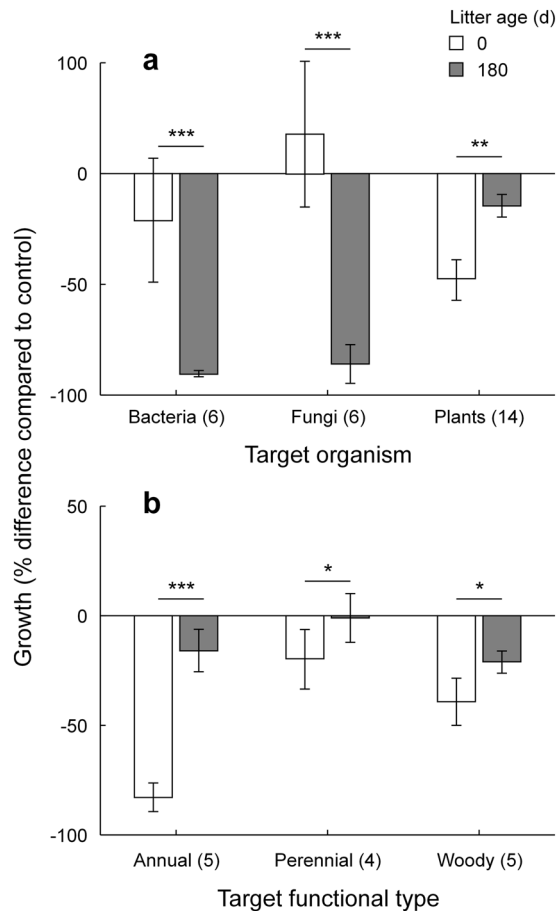 Litter age (d)
0
180
a
100
0
-50
-100
***
***
**
Bacteria (6) Fungi (6) Plants (14)
Target organism
Growth (% difference compared to control)
b
50
0
-50
-100
***
*
*
Annual (5) Perennial (4) Woody (5)
Target functional type